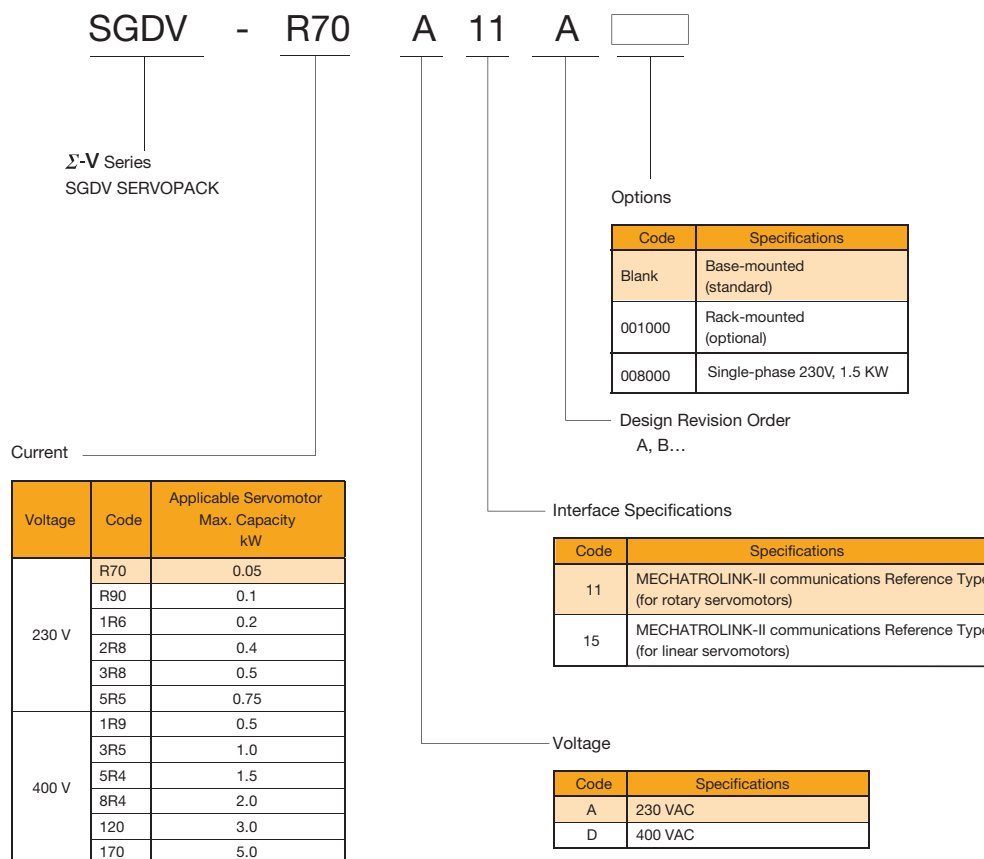 SGDV - R70 A 11 A
Σ-V Series
SGDV SERVOPACK
Options
Code Specifications
Blank Base-mounted
(standard)
001000 Rack-mounted
(optional)
008000 Single-phase 230V, 1.5 KW
Design Revision Order
A, B...
Current
Voltage Code Applicable Servomotor
Max. Capacity
kW
230 V
R70 0.05
R90 0.1
1R6 0.2
2R8 0.4
3R8 0.5
5R5 0.75
400 V
1R9 0.5
3R5 1.0
5R4 1.5
8R4 2.0
120 3.0
170 5.0
Interface Specifications
Code Specifications
11 MECHATROLINK-II communications Reference Type
(for rotary servomotors)
15 MECHATROLINK-II communications Reference Type
(for linear servomotors)
Voltage
Code Specifications
A 230 VAC
D 400 VAC